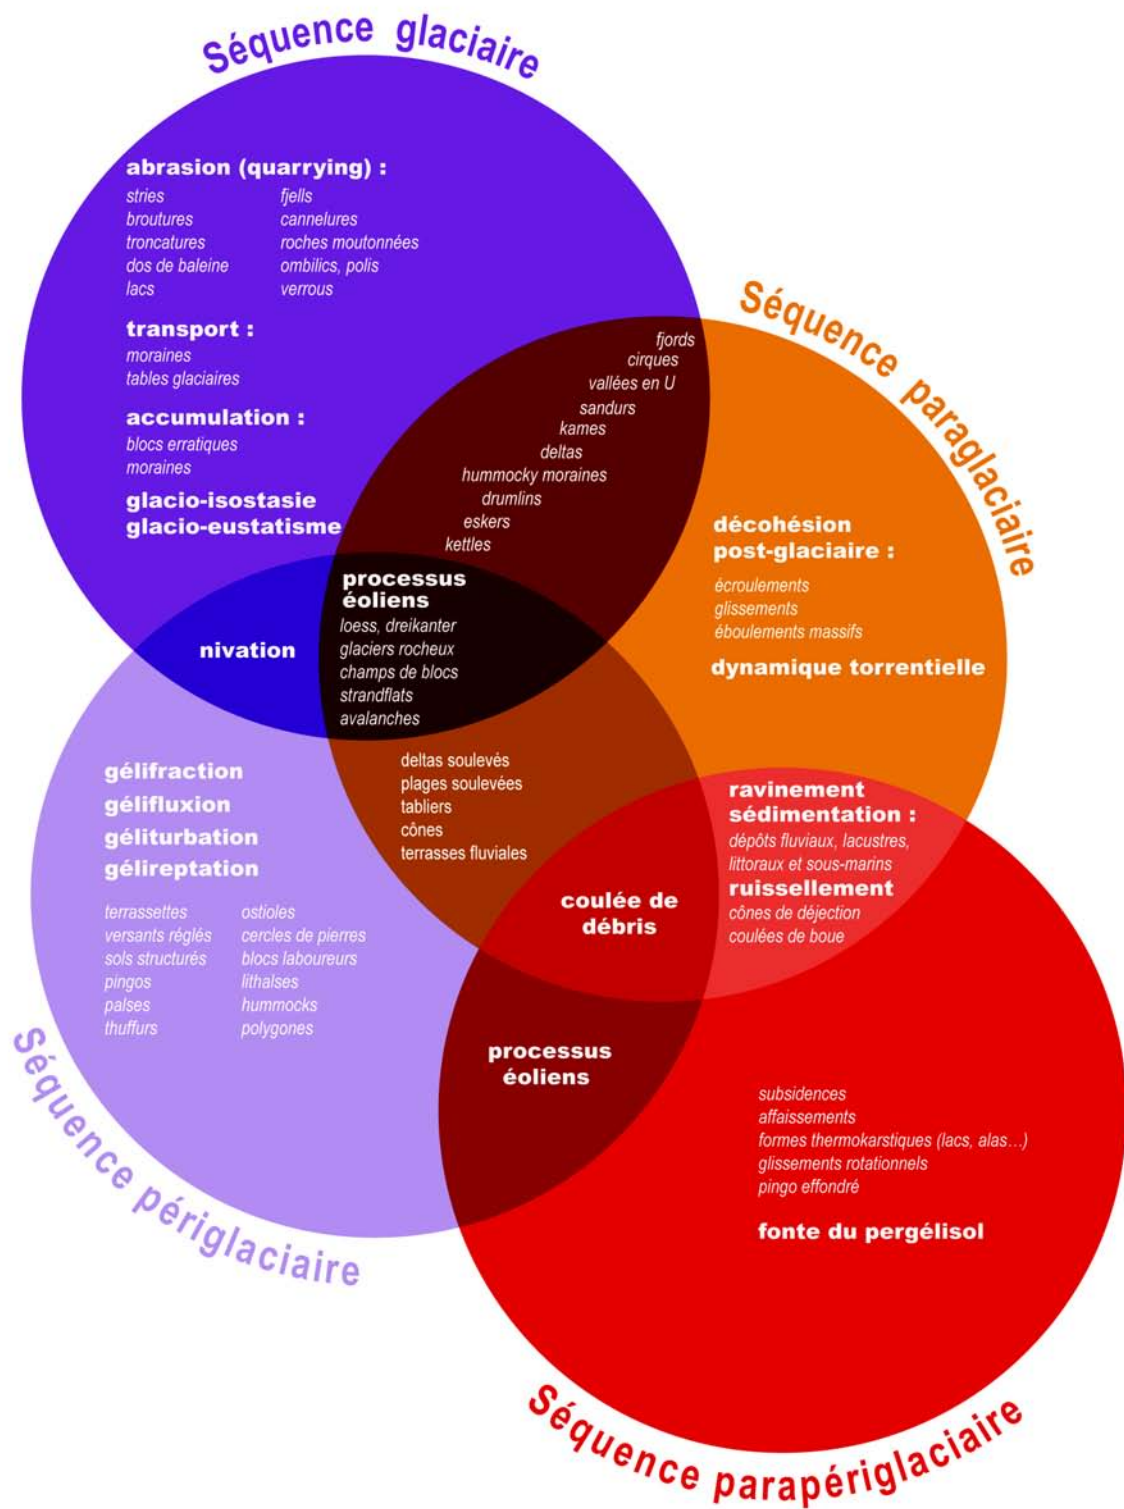 Séquence glaciaire
abrasion (quarrying) :
stries
broutures
troncatures
dos de baleine
lacs
fjells
cannelures
roches moutonnées
ombilics, polis
verrous
transport :
moraines
tables glaciaires
accumulation :
blocs erratiques
moraines
glacio-isostasie
glacio-eustatisme
Séquence paraglaciaire
fjords
cirques
vallées en U
sandurs
kames
deltas
hummocky moraines
drumlins
eskers
kettles
décohésion
post-glaciaire :
écroulements
glissements
éboulements massifs
dynamique torrentielle
processus
éoliens
loess, dreikanter
glaciers rocheux
champs de blocs
strandflats
avalanches
nivation
deltas soulevés
plages soulevées
tabliers
cônes
terrasses fluviales
gélifraction
gélifluxion
géliturbation
gélireptation
terrassettes
versants réglés
sols structurés
pingos
palses
thuffurs
ostioles
cercles de pierres
blocs laboureurs
lithalses
hummocks
polygones
Séquence périglaciaire
ravinement
sédimentation :
dépôts fluviaux, lacustres,
littoraux et sous-marins
ruissellement
cônes de déjection
coulées de boue
coulée de
débris
processus
éoliens
subsidences
affaissements
formes thermokarstiques (lacs, alas…)
glissements rotationnels
pingo effondré
fonte du pergélisol
Séquence parapériglaciaire